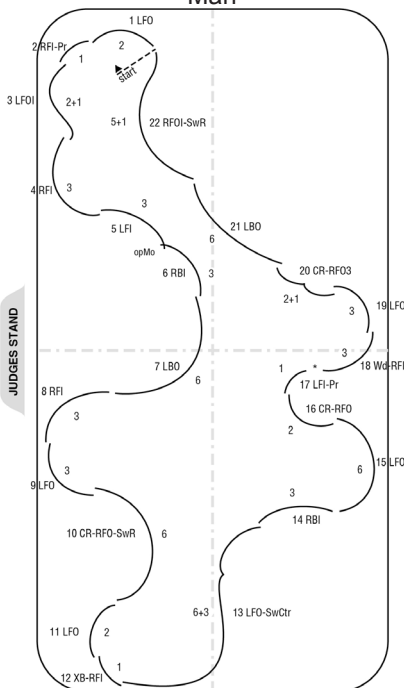 Man
1 LFO
2
2 RFI-Pr
1
start
3 LFOI
2+1
5+1
22 RFOI-SwR
4 RFI
3
3
5 LFI
opMo
6 RBI
3
6
21 LBO
20 CR-RFO3
2+1
3
19 LFO
3
18 Wd-RFI
JUDGES STAND
7 LBO
6
1
*
17 LFI-Pr
8 RFI
3
16 CR-RFO
2
15 LFO
6
3
9 LFO
3
14 RBI
10 CR-RFO-SwR
6
6+3
13 LFO-SwCtr
11 LFO
2
12 XB-RFI
1